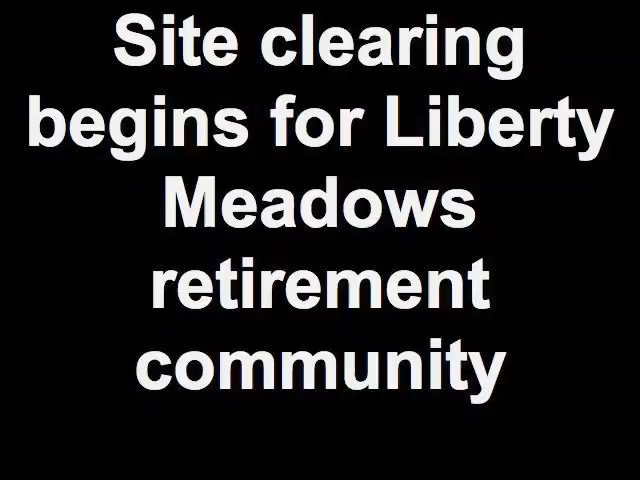 Site clearing
begins for Liberty
Meadows
retirement
community